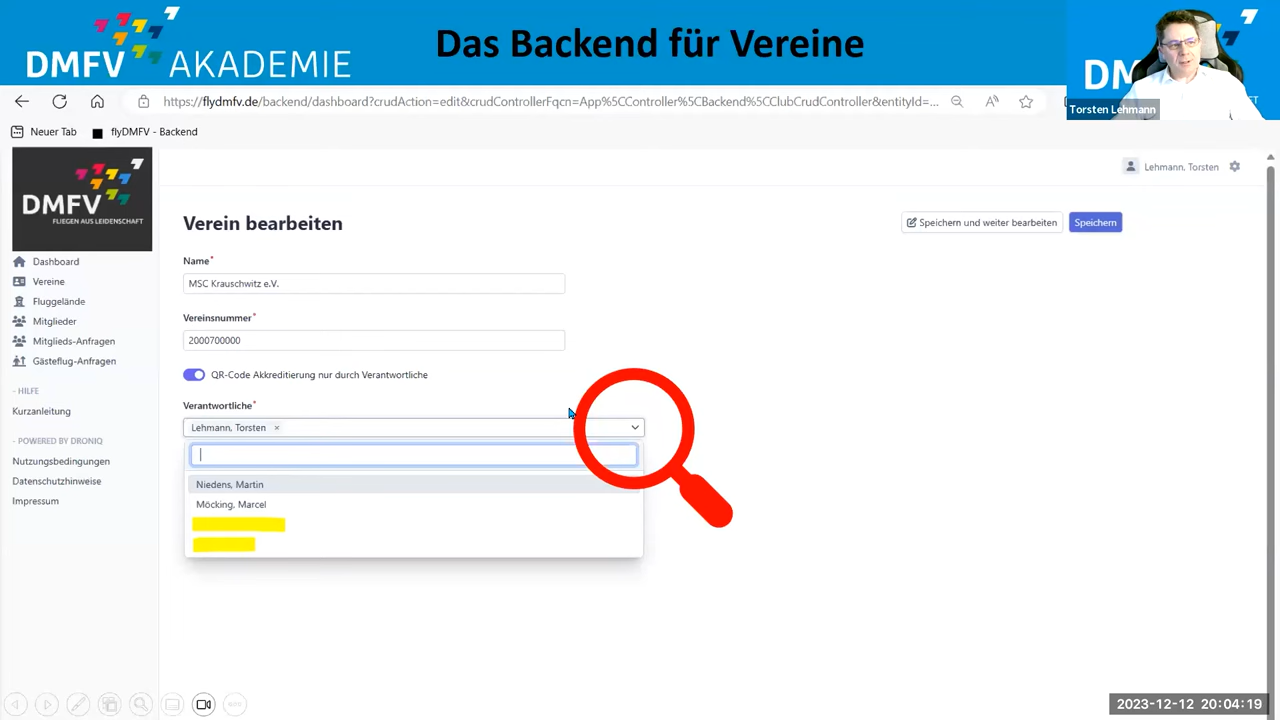 DMFV AKADEMIE
Das Backend für Vereine
Torsten Lehmann
https://flydmfv.de/backend/dashboard?crudAction=edit&crudControllerFqcn=App%5CController%5CBackend%5CClubCrudController&entityId=...
Neuer Tab
flyDMFV - Backend
DMFV
FLIEGEN AUS LEIDENSCHAFT
Lehmann, Torsten
Dashboard
Vereine
Fluggelände
Mitglieder
Mitglieds-Anfragen
Gästeflug-Anfragen
- HILFE
Kurzanleitung
- POWERED BY DRONIQ
Nutzungsbedingungen
Datenschutzhinweise
Impressum
Verein bearbeiten
Speichern und weiter bearbeiten
Speichern
Name*
MSC Krauschwitz e.V.
Vereinsnummer*
2000700000
QR-Code Akkreditierung nur durch Verantwortliche
Verantwortliche*
Lehmann, Torsten ×
Niedens, Martin
Möcking, Marcel
2023-12-12 20:04:19